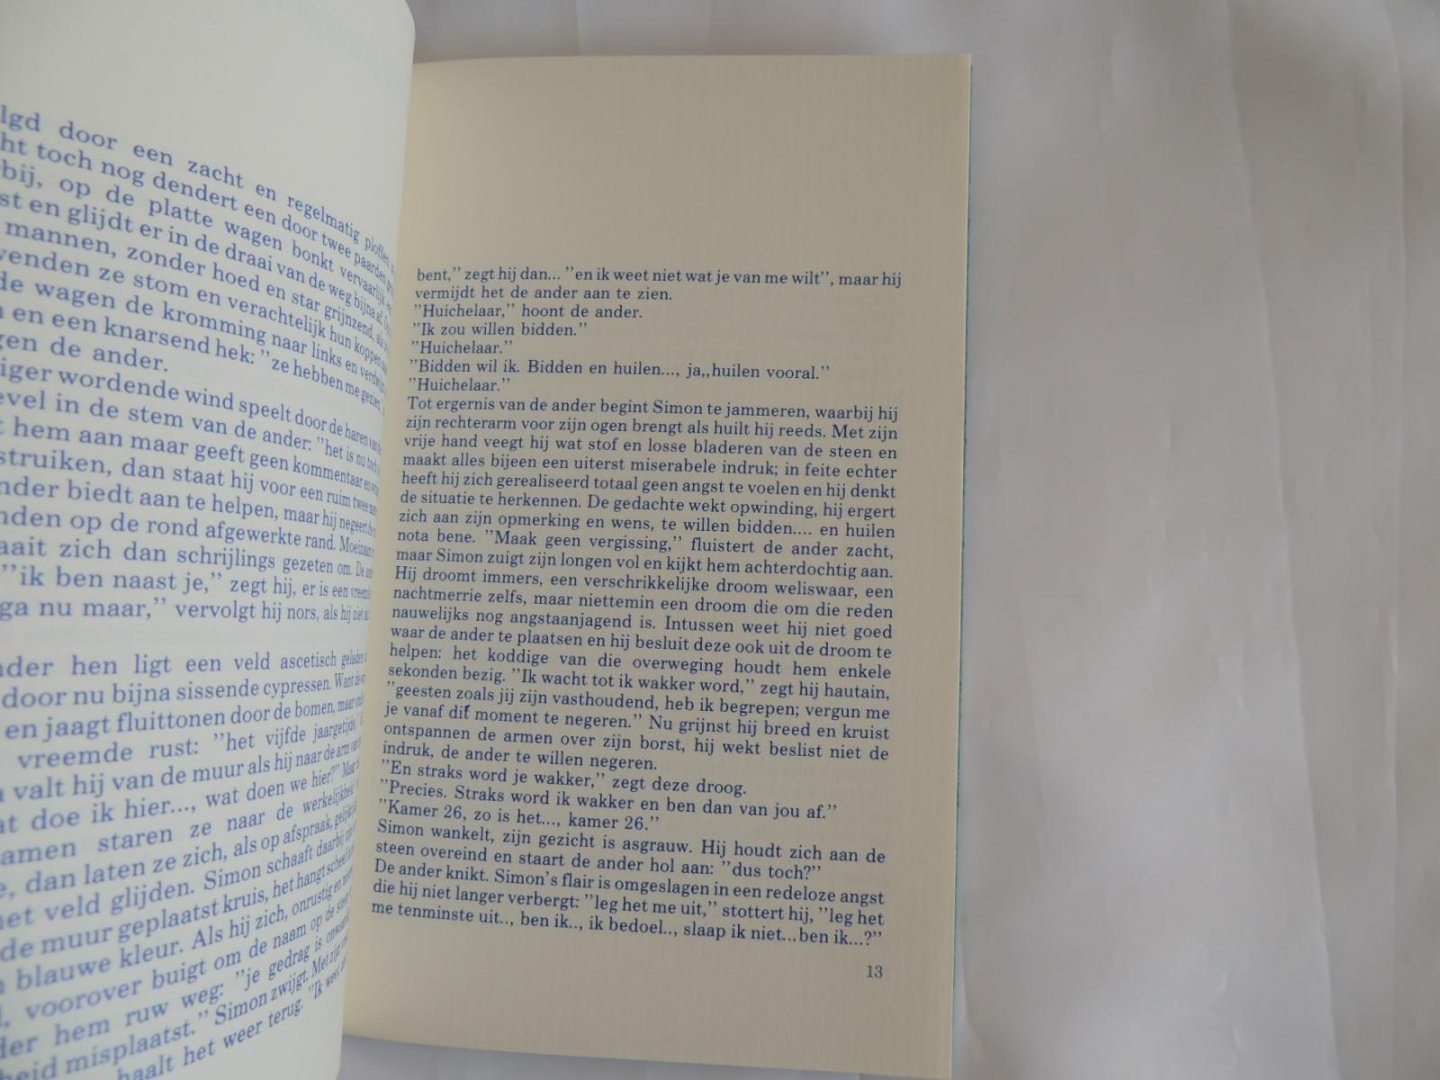 door een zacht en regelmatig
toch nog dendert een door twee paarden
op de platte wagen bonkt vervaarlijk
en glijdt er in de draai van de weg bijna af
mannen, zonder hoed en star grijnzend,
ze stom en verachtelijk hun koppen
de wagen de kromming naar links en
en een knarsend hek: "ze hebben me gezien,"
de ander.
wordende wind speelt door de haren van
in de stem van de ander: "het is nu
hem aan maar geeft geen kommentaar en
struiken, dan staat hij voor een ruim twee
biedt aan te helpen, maar hij negeert
op de rond afgewerkte rand. Moeizaam
zich dan schrijlings gezeten om. De
"ik ben naast je," zegt hij, er is een
nu maar," vervolgt hij nors, als hij ziet
hen ligt een veld ascetisch
door nu bijna sissende cypressen. Want
en jaagt fluittonen door de bomen, maar
vreemde rust: "het vijfde jaargetijde."
valt hij van de muur als hij naar de arm van
doe ik hier..., wat doen we hier?" Maar
staren ze naar de werkelijkheid
dan laten ze zich, als op afspraak,
veld glijden. Simon schaaft daarbij
de muur geplaatst kruis, het hangt scheef
blauwe kleur. Als hij zich, onrustig en
voorover buigt om de naam op de
hem ruw weg: "je gedrag is
misplaatst." Simon zwijgt. Met zijn
haalt het weer terug. "Ik weet
bent," zegt hij dan... "en ik weet niet wat je van me wilt", maar hij
vermijdt het de ander aan te zien.
"Huichelaar," hoont de ander.
"Ik zou willen bidden."
"Huichelaar."
"Bidden wil ik. Bidden en huilen..., ja,,huilen vooral."
"Huichelaar."
Tot ergernis van de ander begint Simon te jammeren, waarbij hij
zijn rechterarm voor zijn ogen brengt als huilt hij reeds. Met zijn
vrije hand veegt hij wat stof en losse bladeren van de steen en
maakt alles bijeen een uiterst miserabele indruk; in feite echter
heeft hij zich gerealiseerd totaal geen angst te voelen en hij denkt
de situatie te herkennen. De gedachte wekt opwinding, hij ergert
zich aan zijn opmerking en wens, te willen bidden.... en huilen
nota bene. "Maak geen vergissing," fluistert de ander zacht,
maar Simon zuigt zijn longen vol en kijkt hem achterdochtig aan.
Hij droomt immers, een verschrikkelijke droom weliswaar, een
nachtmerrie zelfs, maar niettemin een droom die om die reden
nauwelijks nog angstaanjagend is. Intussen weet hij niet goed
waar de ander te plaatsen en hij besluit deze ook uit de droom te
helpen: het koddige van die overweging houdt hem enkele
sekonden bezig. "Ik wacht tot ik wakker word," zegt hij hautain,
"geesten zoals jij zijn vasthoudend, heb ik begrepen; vergun me
je vanaf dit moment te negeren." Nu grijnst hij breed en kruist
ontspannen de armen over zijn borst, hij wekt beslist niet de
indruk, de ander te willen negeren.
"En straks word je wakker," zegt deze droog.
"Precies. Straks word ik wakker en ben dan van jou af."
"Kamer 26, zo is het..., kamer 26."
Simon wankelt, zijn gezicht is asgrauw. Hij houdt zich aan de
steen overeind en staart de ander hol aan: "dus toch?"
De ander knikt. Simon's flair is omgeslagen in een redeloze angst
die hij niet langer verbergt: "leg het me uit," stottert hij, "leg het
me tenminste uit.., ben ik.., ik bedoel.., slaap ik niet...ben ik...?"
13